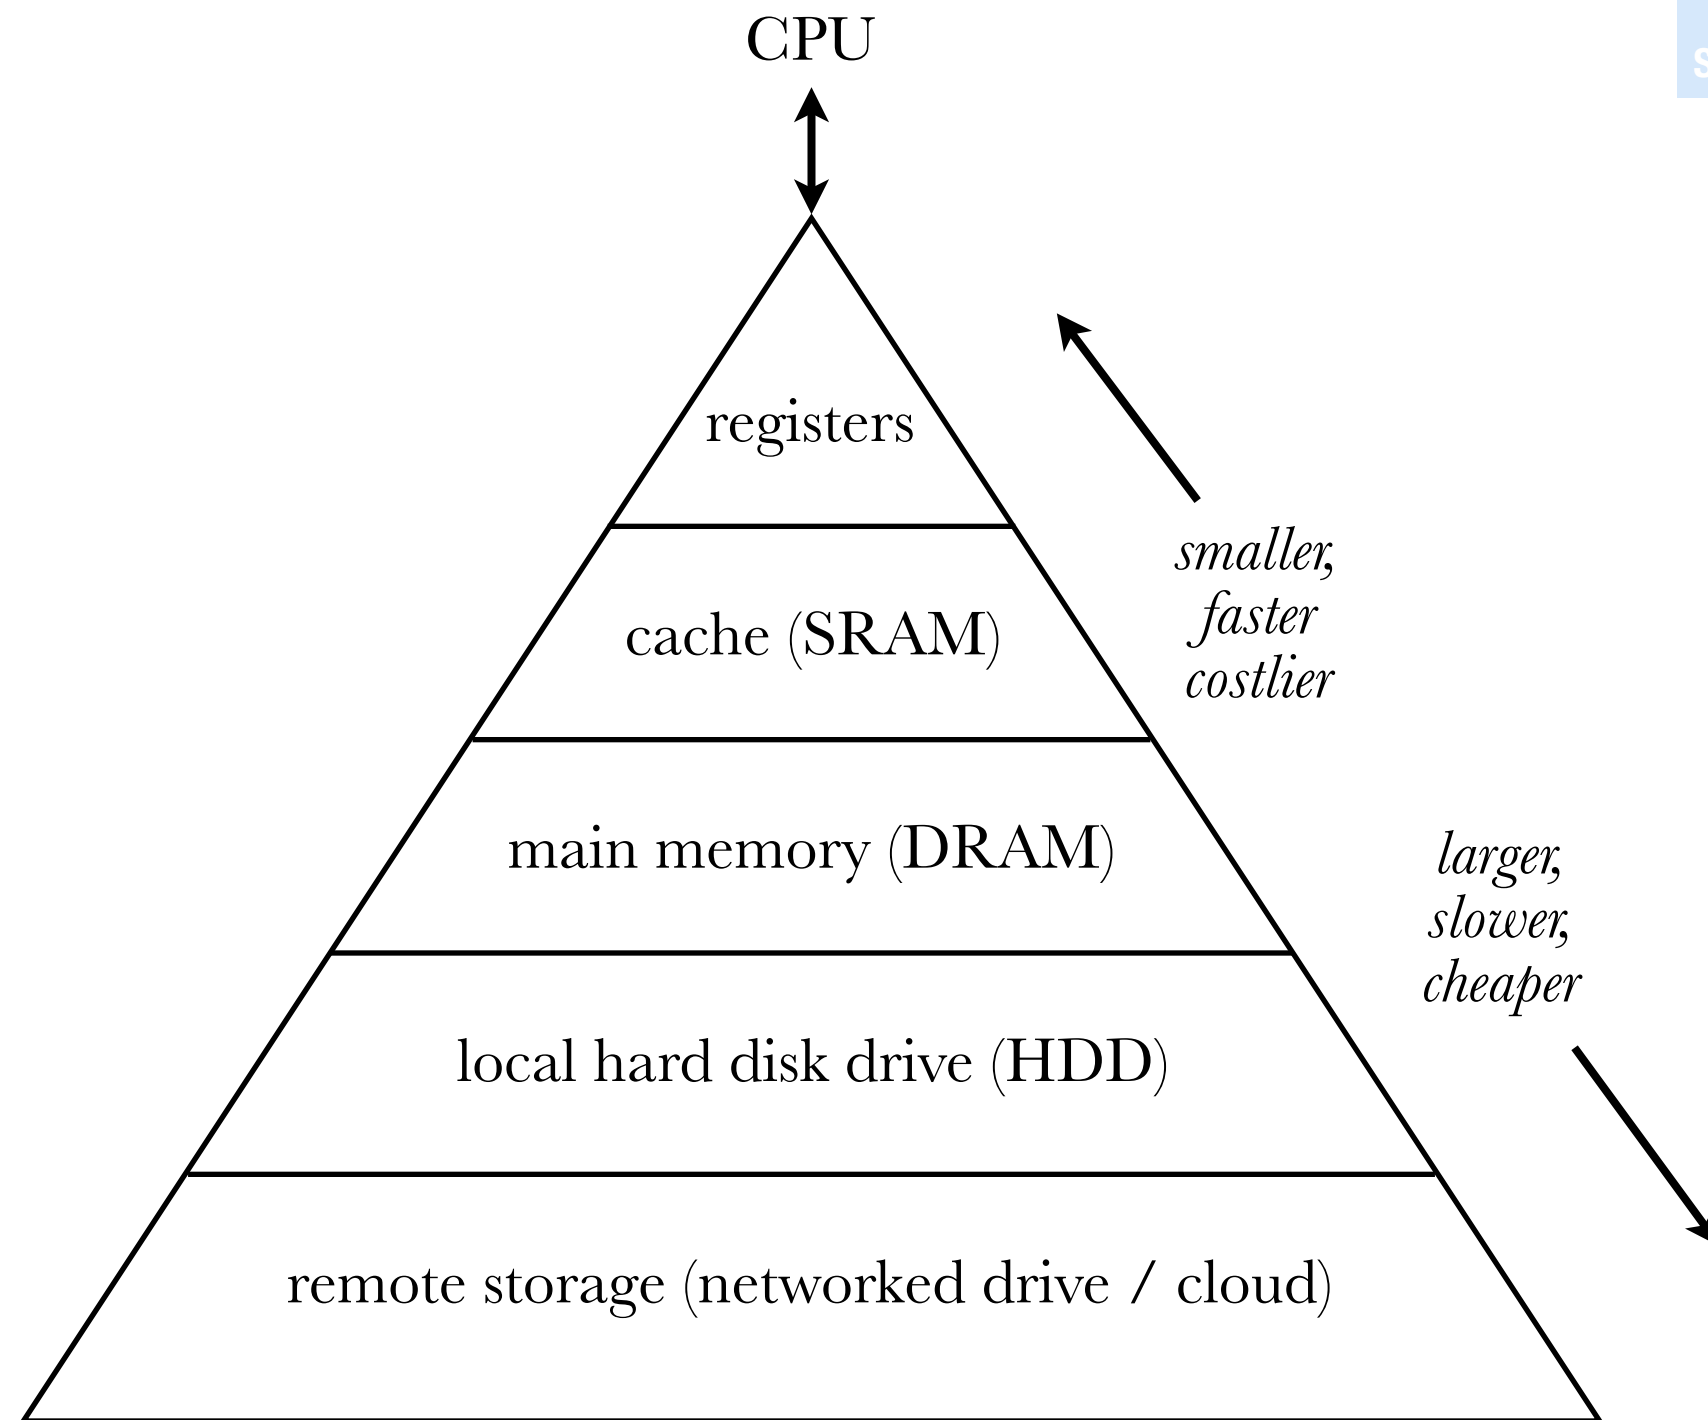 CPU
registers
cache (SRAM)
smaller,
faster
costlier
main memory (DRAM)
larger,
slower,
cheaper
local hard disk drive (HDD)
remote storage (networked drive / cloud)